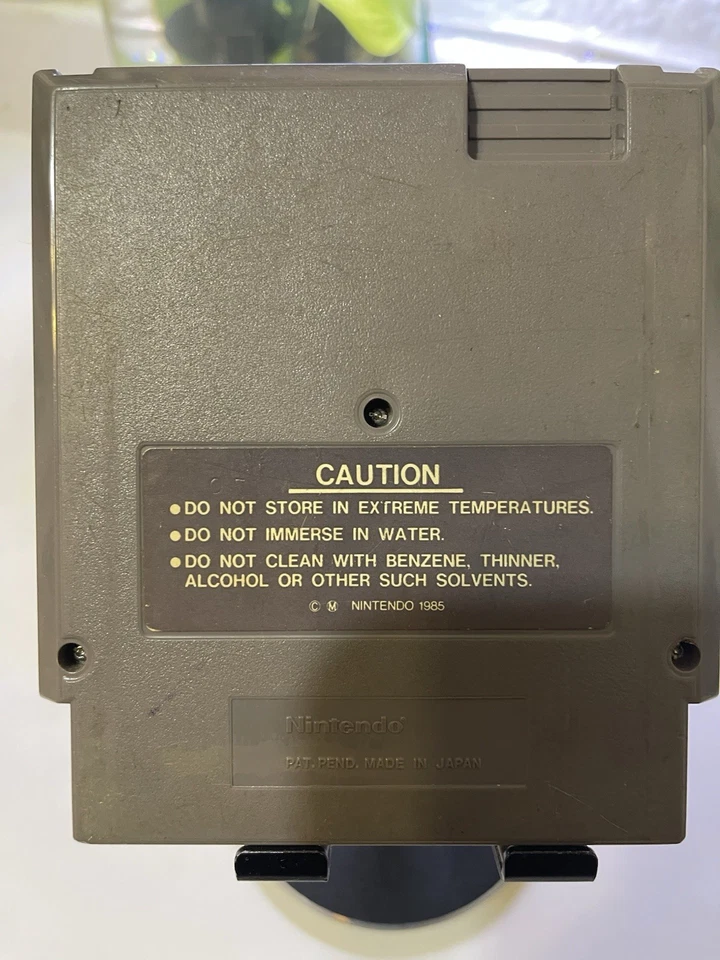 CAUTION
●DO NOT STORE IN EXTREME TEMPERATURES.
●DO NOT IMMERSE IN WATER.
●DO NOT CLEAN WITH BENZENE, THINNER,
ALCOHOL OR OTHER SUCH SOLVENTS.
Ⓒ Ⓜ NINTENDO 1985
Nintendo
PAT. PEND. MADE IN JAPAN